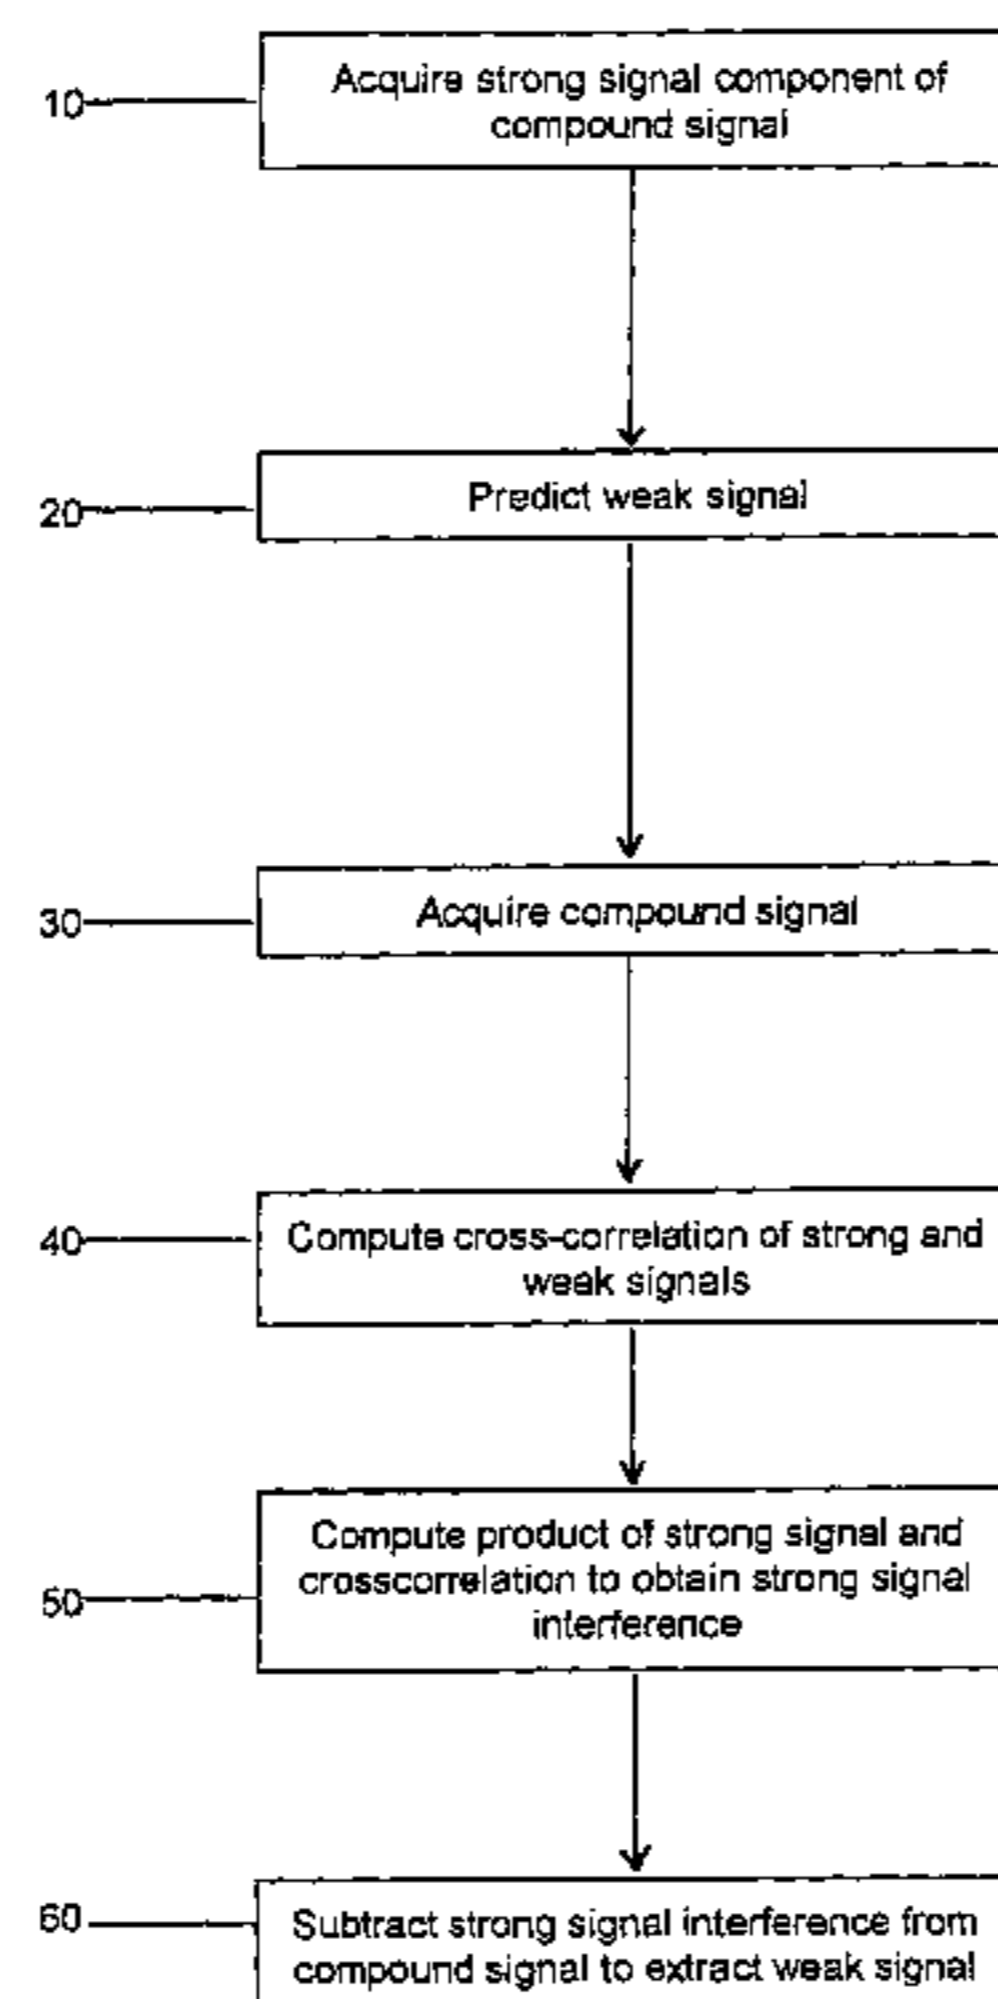 10
Acquire strong signal component of
compound signal
20
Predict weak signal
30
Acquire compound signal
40
Compute cross-correlation of strong and
weak signals
50
Compute product of strong signal and
crosscorrelation to obtain strong signal
interference
60
Subtract strong signal interference from
compound signal to extract weak signal